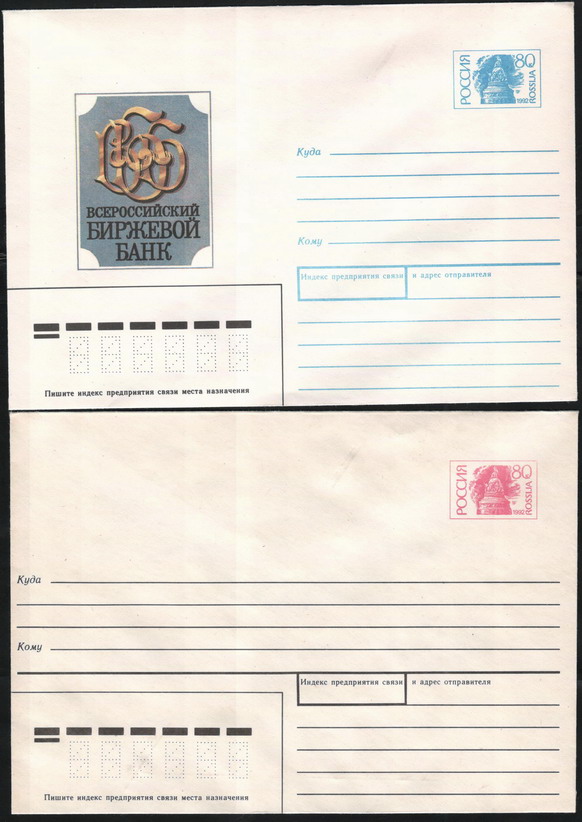 РОССИЯ 80 к
1992 ROSSIJA
ВББ
ВСЕРОССИЙСКИЙ
БИРЖЕВОЙ
БАНК
Куда
Кому
Индекс предприятия связи и адрес отправителя
Пишите индекс предприятия связи места назначения
РОССИЯ 80 к
1992 ROSSIJA
Куда
Кому
Индекс предприятия связи и адрес отправителя
Пишите индекс предприятия связи места назначения